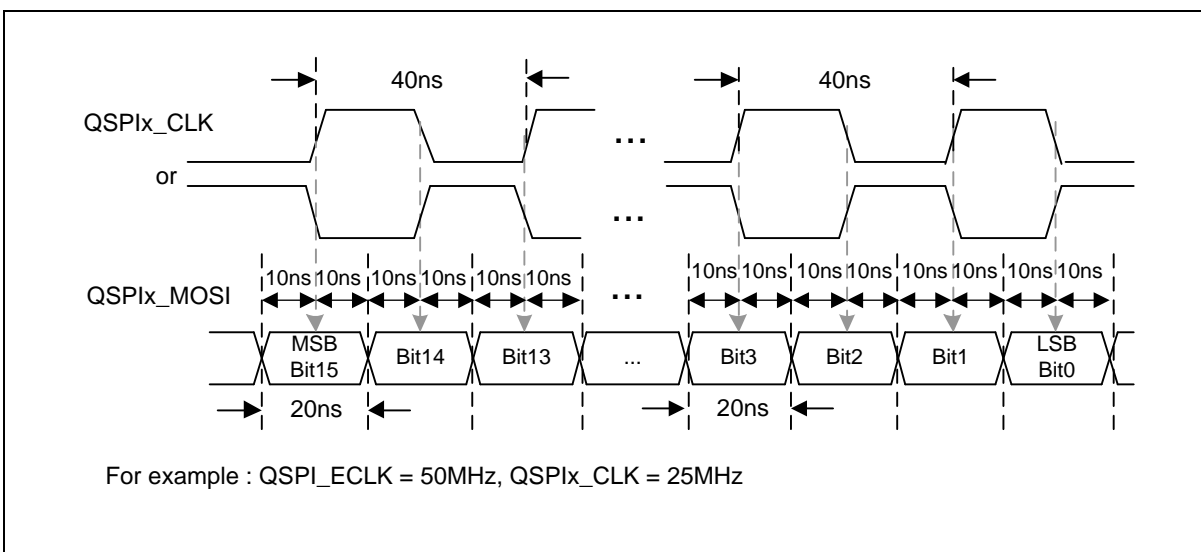 40ns 40ns
QSPIx_CLK
...
or
...
10ns 10ns 10ns 10ns 10ns 10ns 10ns 10ns 10ns 10ns 10ns 10ns 10ns 10ns
QSPIx_MOSI ...
MSB Bit14 Bit13 ... Bit3 Bit2 Bit1 LSB
Bit15 Bit0
20ns 20ns
For example : QSPI_ECLK = 50MHz, QSPIx_CLK = 25MHz